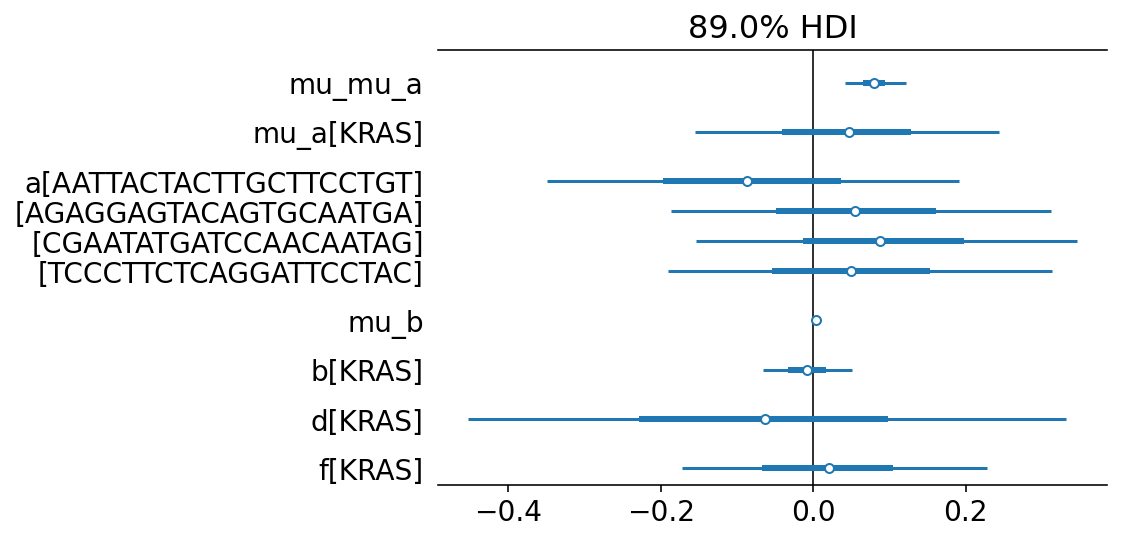 89.0% HDI
mu_mu_a
mu_a[KRAS]
a[AATTACTACTTGCTTCCTGT]
[AGAGGAGTACAGTGCAATGA]
[CGAATATGATCCAACAATAG]
[TCCCTTCTCAGGATTCCTAC]
mu_b
b[KRAS]
d[KRAS]
f[KRAS]
−0.4 −0.2 0.0 0.2